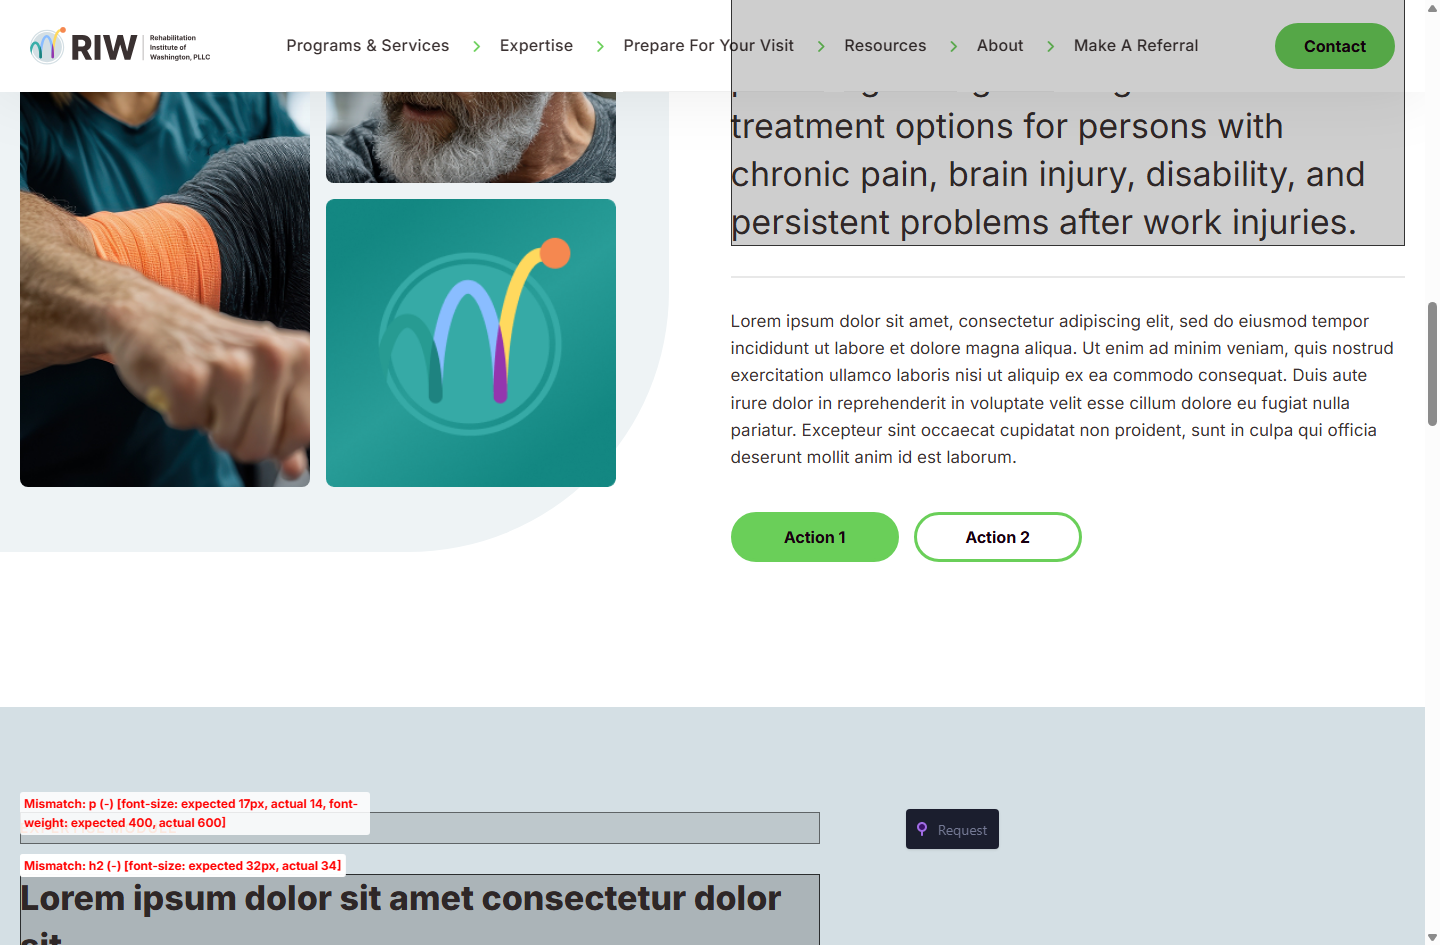 RIW
Rehabilitation
Institute of
Washington, PLLC
Programs & Services
Expertise
Prepare For Your Visit
Resources
About
Make A Referral
Contact
treatment options for persons with
chronic pain, brain injury, disability, and
persistent problems after work injuries.
Lorem ipsum dolor sit amet, consectetur adipiscing elit, sed do eiusmod tempor
incididunt ut labore et dolore magna aliqua. Ut enim ad minim veniam, quis nostrud
exercitation ullamco laboris nisi ut aliquip ex ea commodo consequat. Duis aute
irure dolor in reprehenderit in voluptate velit esse cillum dolore eu fugiat nulla
pariatur. Excepteur sint occaecat cupidatat non proident, sunt in culpa qui officia
deserunt mollit anim id est laborum.
Action 1
Action 2
Mismatch: p (-) [font-size: expected 17px, actual 14, font-
weight: expected 400, actual 600]
Request
Mismatch: h2 (-) [font-size: expected 32px, actual 34]
Lorem ipsum dolor sit amet consectetur dolor
sit